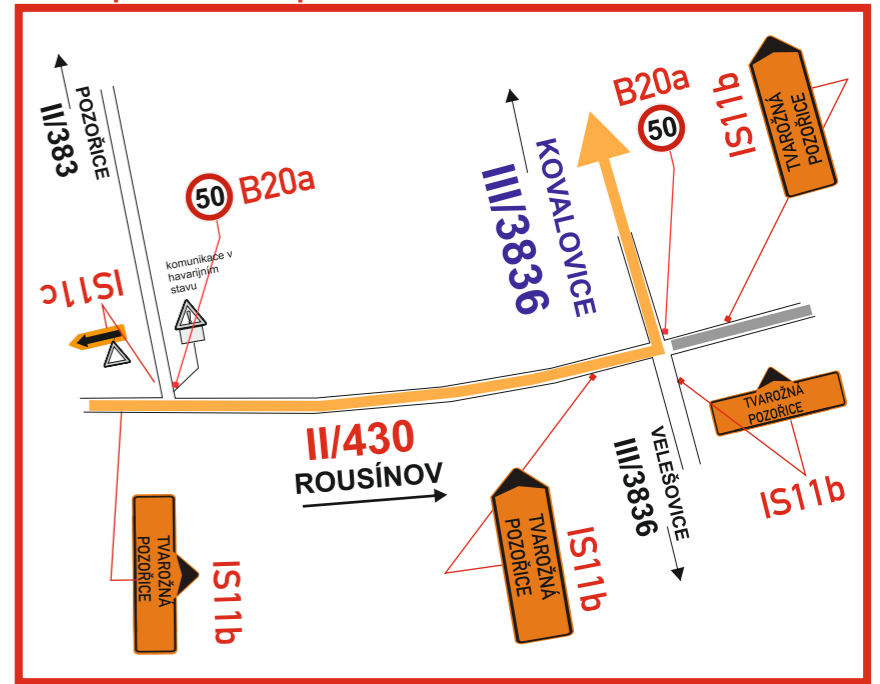 POZOŘICE
II/383
50
B20a
komunikace v
havarijním
stavu
IS11c
KOVALOVICE
III/3836
B20a
50
IS11b
TVAROŽNÁ
POZOŘICE
II/430
ROUSÍNOV
VELEŠOVICE
III/3836
TVAROŽNÁ
POZOŘICE
IS11b
TVAROŽNÁ
POZOŘICE
IS11b
TVAROŽNÁ
POZOŘICE
IS11b